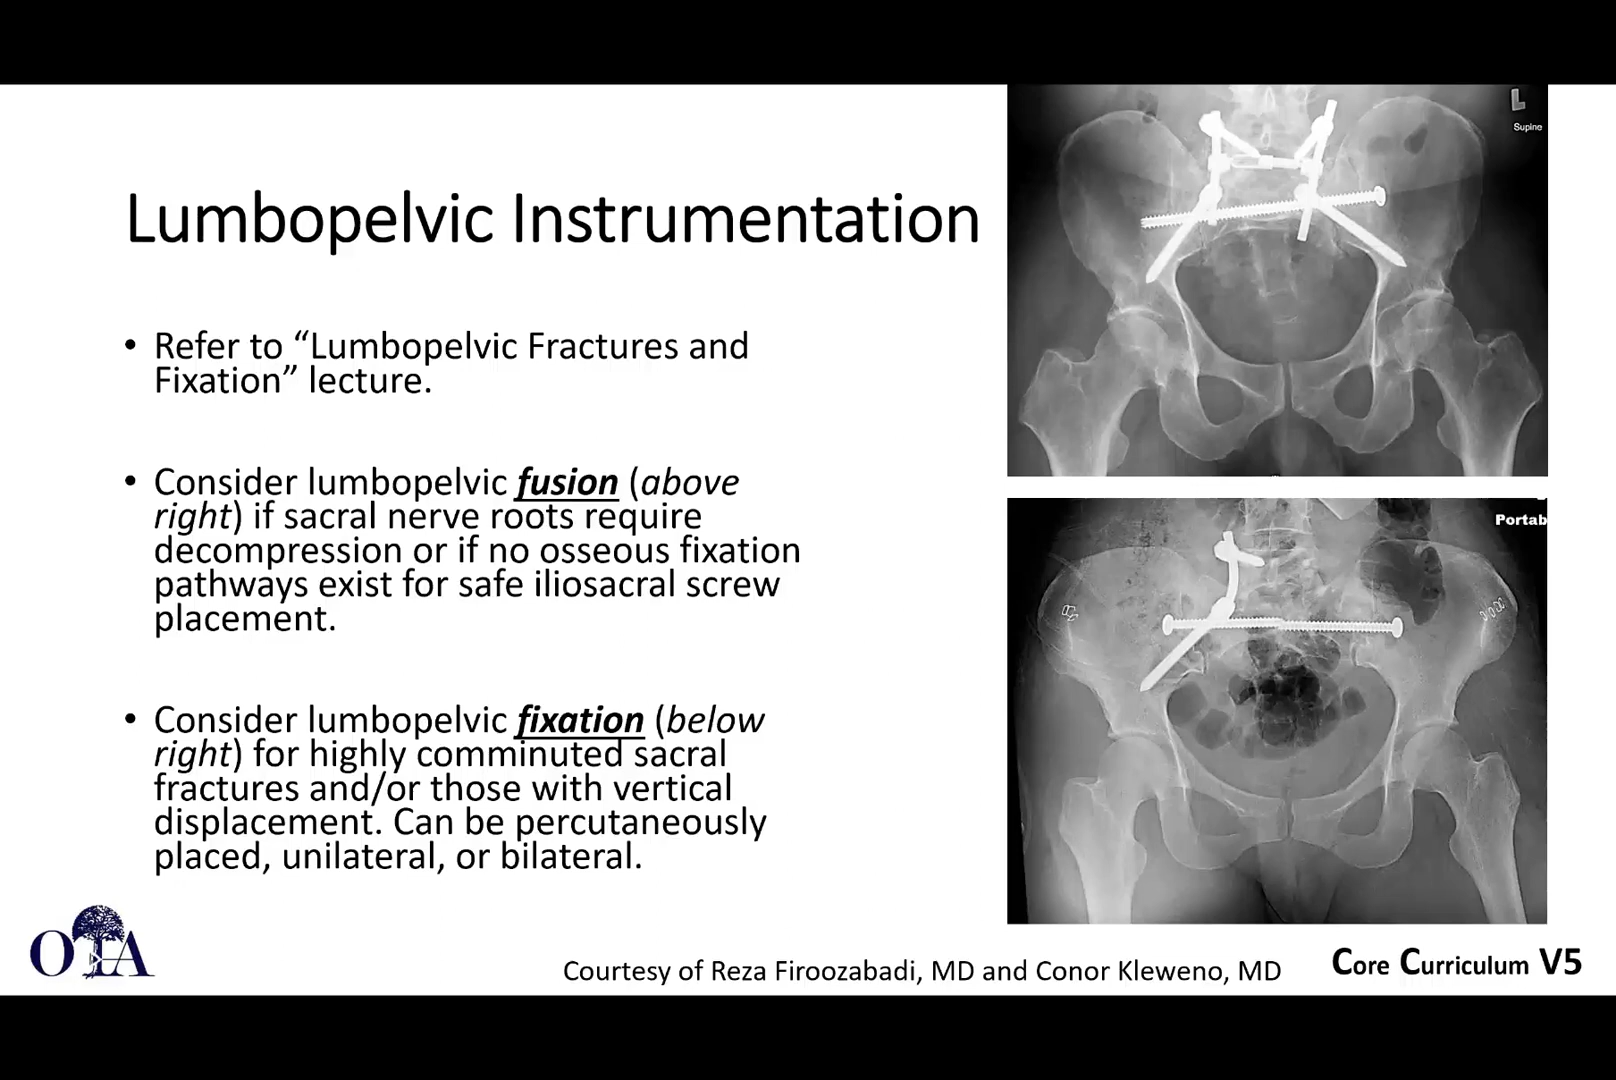 Lumbopelvic Instrumentation
• Refer to “Lumbopelvic Fractures and
Fixation” lecture.
• Consider lumbopelvic fusion (above
right) if sacral nerve roots require
decompression or if no osseous fixation
pathways exist for safe iliosacral screw
placement.
• Consider lumbopelvic fixation (below
right) for highly comminuted sacral
fractures and/or those with vertical
displacement. Can be percutaneously
placed, unilateral, or bilateral.
L
Supine
Portab
OTA
Courtesy of Reza Firoozabadi, MD and Conor Kleweno, MD
Core Curriculum V5